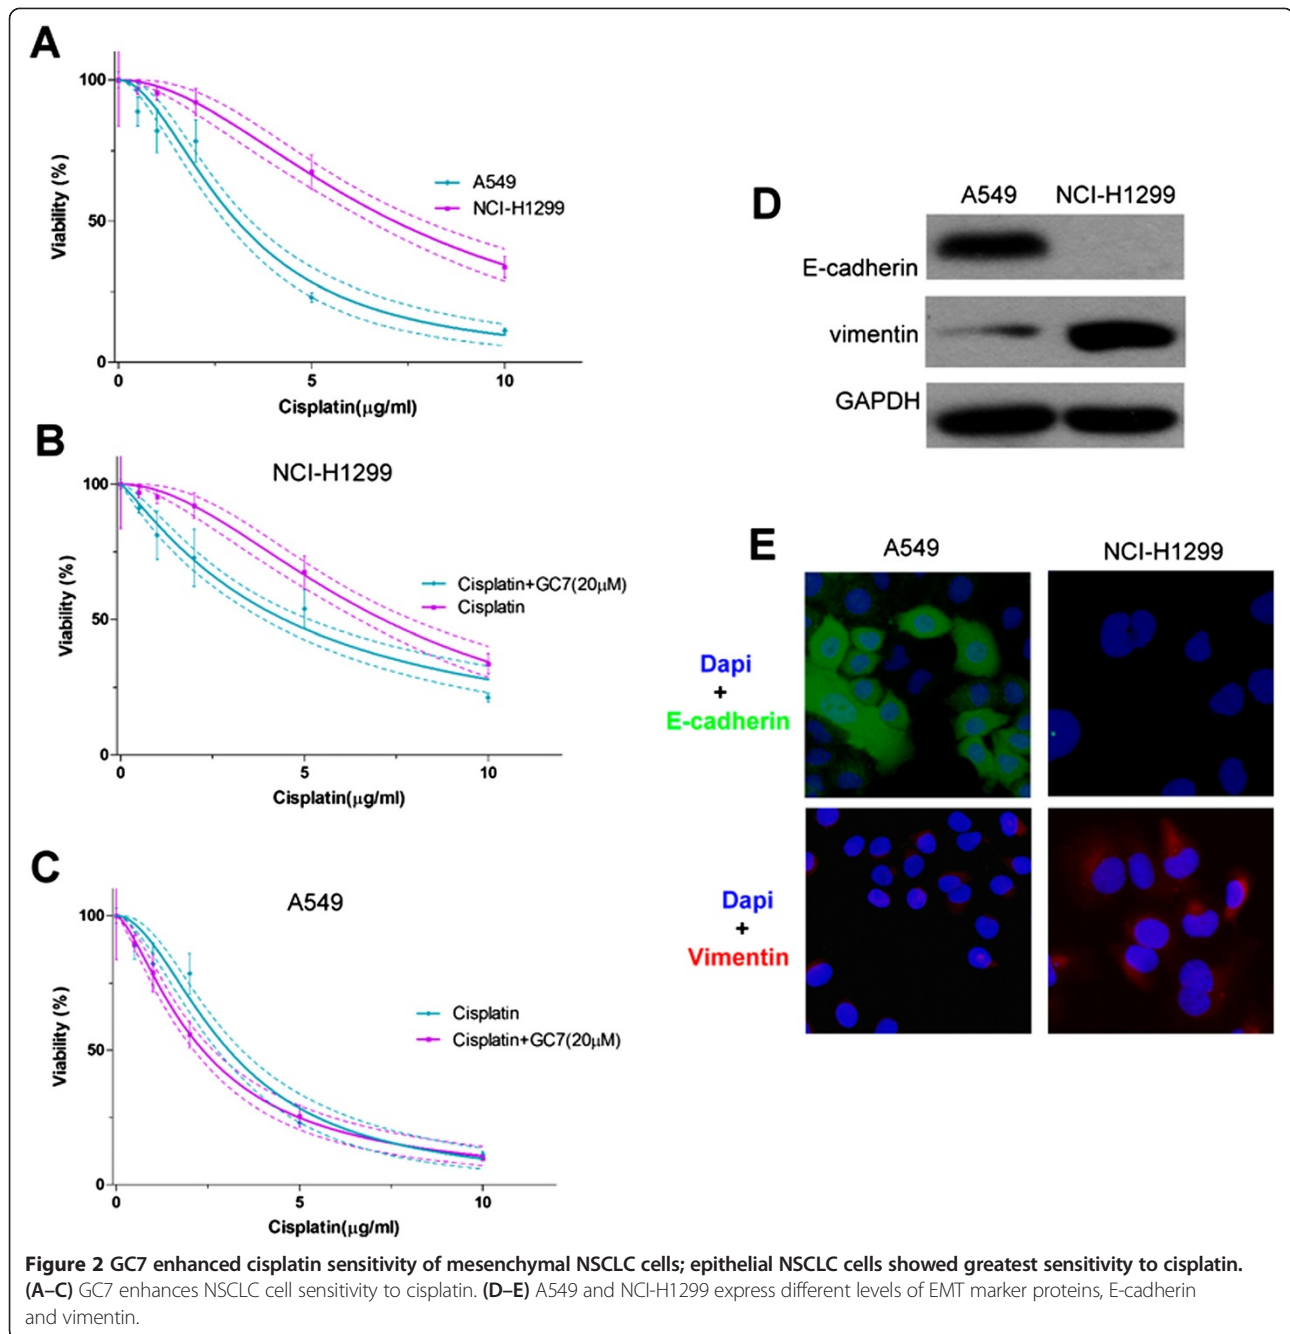 A
100
50
0
Viability (%)
A549
NCI-H1299
0 5 10
Cisplatin(μg/ml)
B
NCI-H1299
100
50
0
Viability (%)
Cisplatin+GC7(20μM)
Cisplatin
0 5 10
Cisplatin(μg/ml)
C
A549
100
50
0
Viability (%)
Cisplatin
Cisplatin+GC7(20μM)
0 5 10
Cisplatin(μg/ml)
D
A549 NCI-H1299
E-cadherin
vimentin
GAPDH
E
A549 NCI-H1299
Dapi
+
E-cadherin
Dapi
+
Vimentin
Figure 2 GC7 enhanced cisplatin sensitivity of mesenchymal NSCLC cells; epithelial NSCLC cells showed greatest sensitivity to cisplatin.
(A–C) GC7 enhances NSCLC cell sensitivity to cisplatin. (D–E) A549 and NCI-H1299 express different levels of EMT marker proteins, E-cadherin
and vimentin.